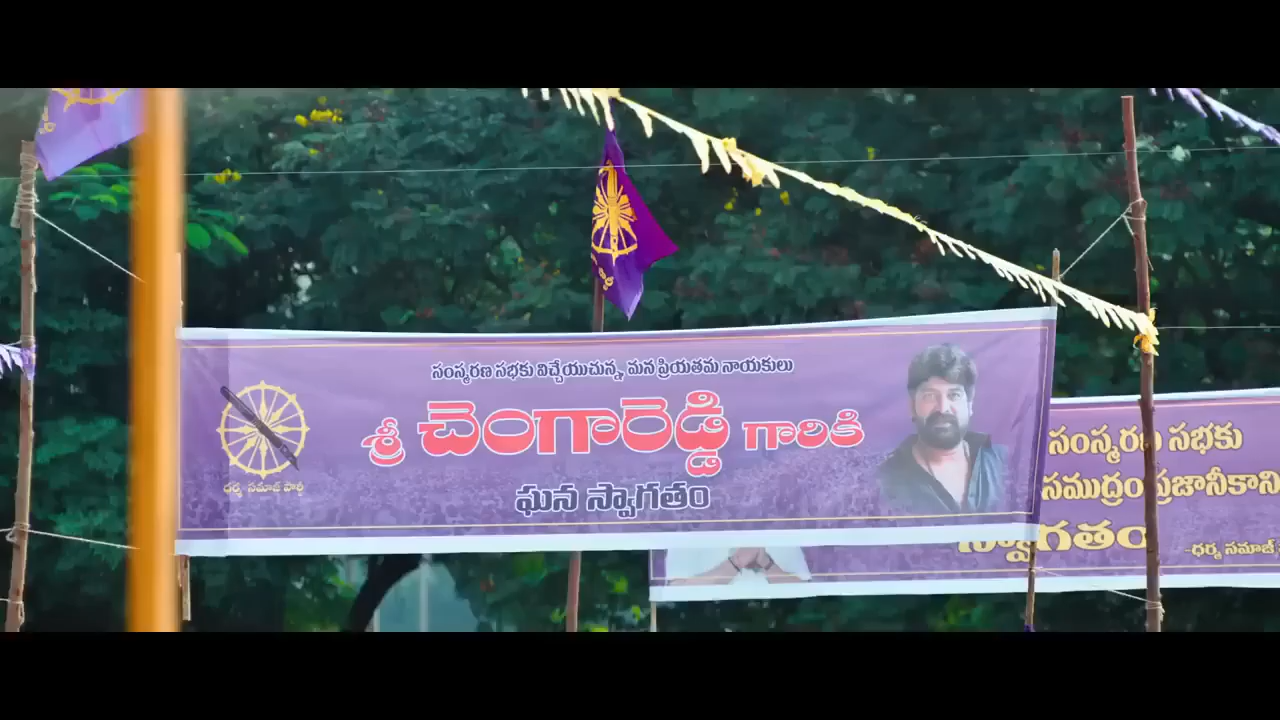 సంస్మరణ సభకు విచ్చేయుచున్న మన ప్రియతమ నాయకులు
శ్రీ చెంగారెడ్డి గారికి
ఘన స్వాగతం
ధర్మ సమాజ్ పార్టీ
సంస్మరణ సభకు
సముద్రం ప్రజానీకాని
స్వాగతం
-ధర్మ సమాజ్